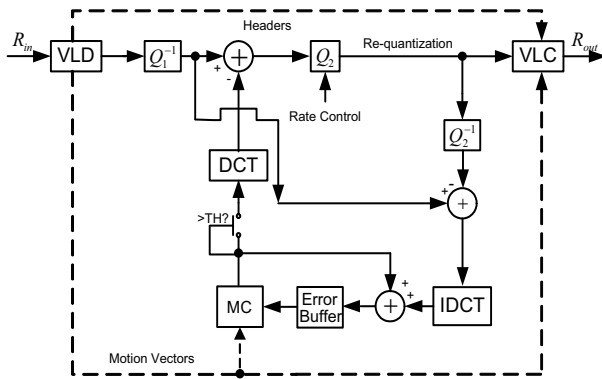 Headers
R_in
VLD
Q_1^{-1}
+
-
+
Q_2
Re-quantization
VLC
R_out
Rate Control
Q_2^{-1}
DCT
+
-
+
>TH?
MC
Error
Buffer
+
+
+
IDCT
Motion Vectors